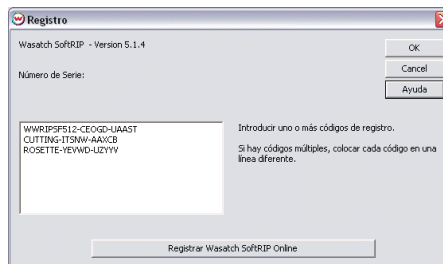 Registro
Wasatch SoftRIP - Version 5.1.4
OK
Número de Serie:
Cancel
Ayuda
WWRIPSF512-CEOGD-UAAST
CUTTING-ITSNW-AAXCB
ROSETTE-YEVWD-UZYYV
Introducir uno o más códigos de registro.
Si hay códigos múltiples, colocar cada código en una
línea diferente.
Registrar Wasatch SoftRIP Online